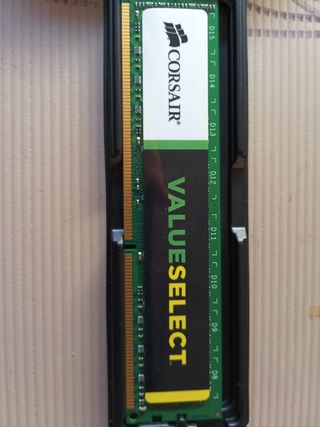 CORSAIR®
VALUESELECT
D15
D14
D13
D12
D11
D10
D9
D8